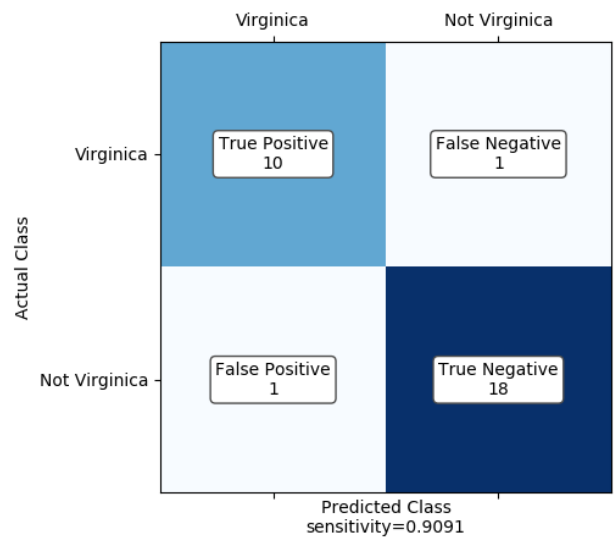 Virginica
Not Virginica
Virginica
True Positive
10
False Negative
1
Actual Class
Not Virginica
False Positive
1
True Negative
18
Predicted Class
sensitivity=0.9091